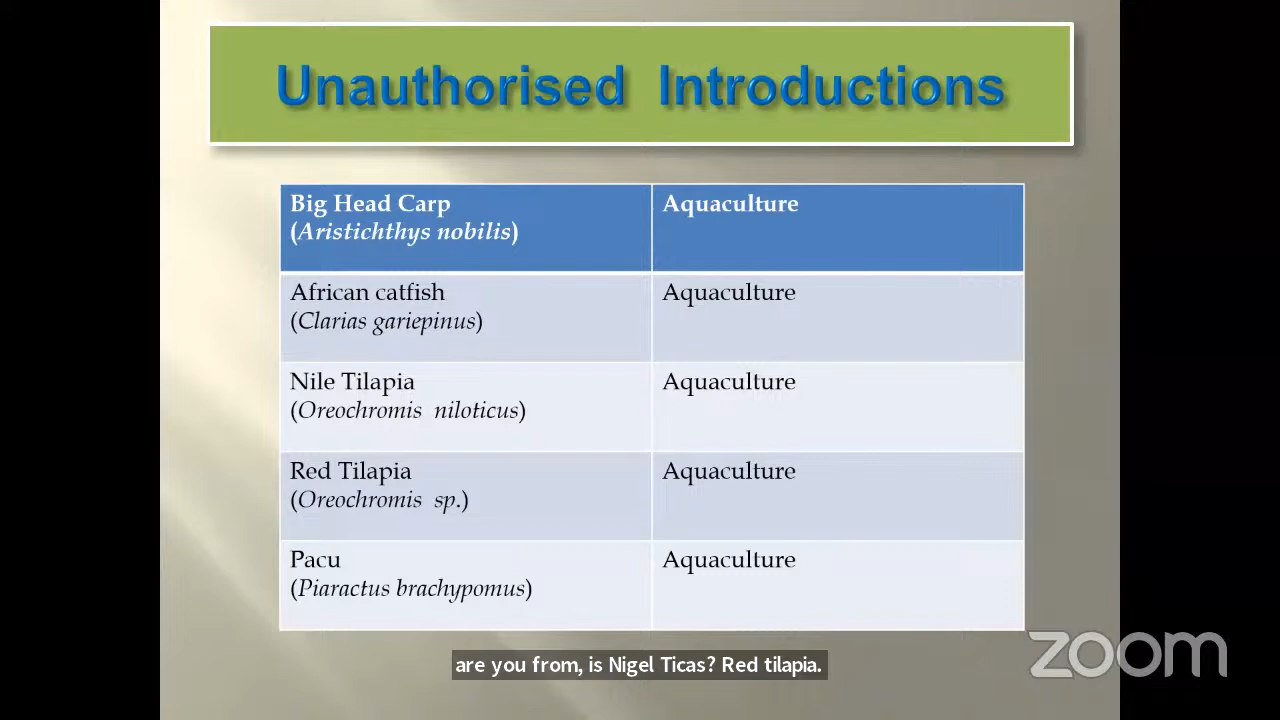 Unauthorised Introductions
Big Head Carp
(Aristichthys nobilis)
Aquaculture
African catfish
(Clarias gariepinus)
Aquaculture
Nile Tilapia
(Oreochromis niloticus)
Aquaculture
Red Tilapia
(Oreochromis sp.)
Aquaculture
Pacu
(Piaractus brachypomus)
Aquaculture
are you from, is Nigel Ticas? Red tilapia.
zoom